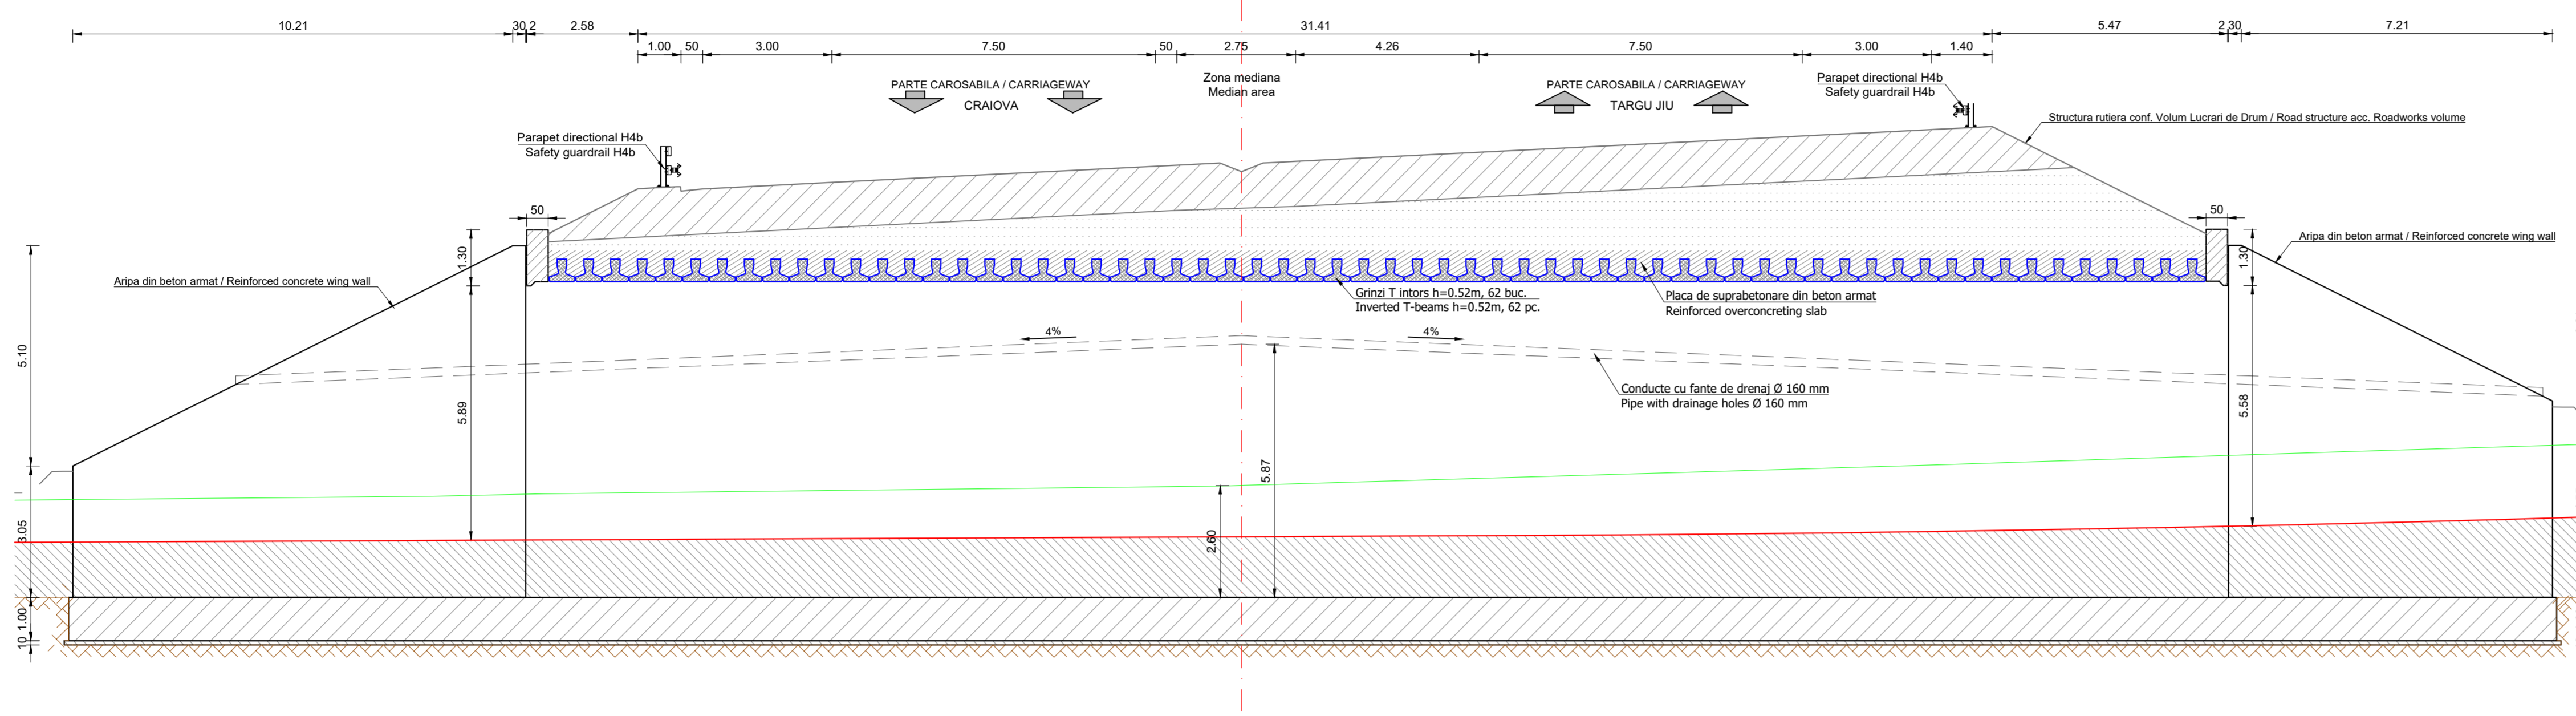 10.21
30 2
2.58
31.41
5.47
2 30
7.21
1.00
50
3.00
7.50
50
2.75
4.26
7.50
3.00
1.40
PARTE CAROSABILA / CARRIAGEWAY
CRAIOVA
Zona mediana
Median area
PARTE CAROSABILA / CARRIAGEWAY
TARGU JIU
Parapet directional H4b
Safety guardrail H4b
Structura rutiera conf. Volum Lucrari de Drum / Road structure acc. Roadworks volume
Parapet directional H4b
Safety guardrail H4b
50
50
1.30
1.30
Aripa din beton armat / Reinforced concrete wing wall
Aripa din beton armat / Reinforced concrete wing wall
Grinzi T intors h=0.52m, 62 buc.
Inverted T-beams h=0.52m, 62 pc.
Placa de suprabetonare din beton armat
Reinforced overconcreting slab
4%
4%
5.10
5.89
5.87
5.58
Conducte cu fante de drenaj Ø 160 mm
Pipe with drainage holes Ø 160 mm
3.05
2.60
1.00
10